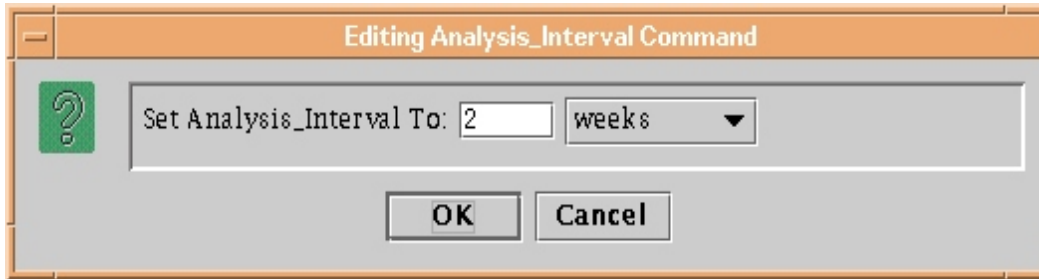 Editing Analysis_Interval Command
Set Analysis_Interval To: 2 weeks
OK Cancel